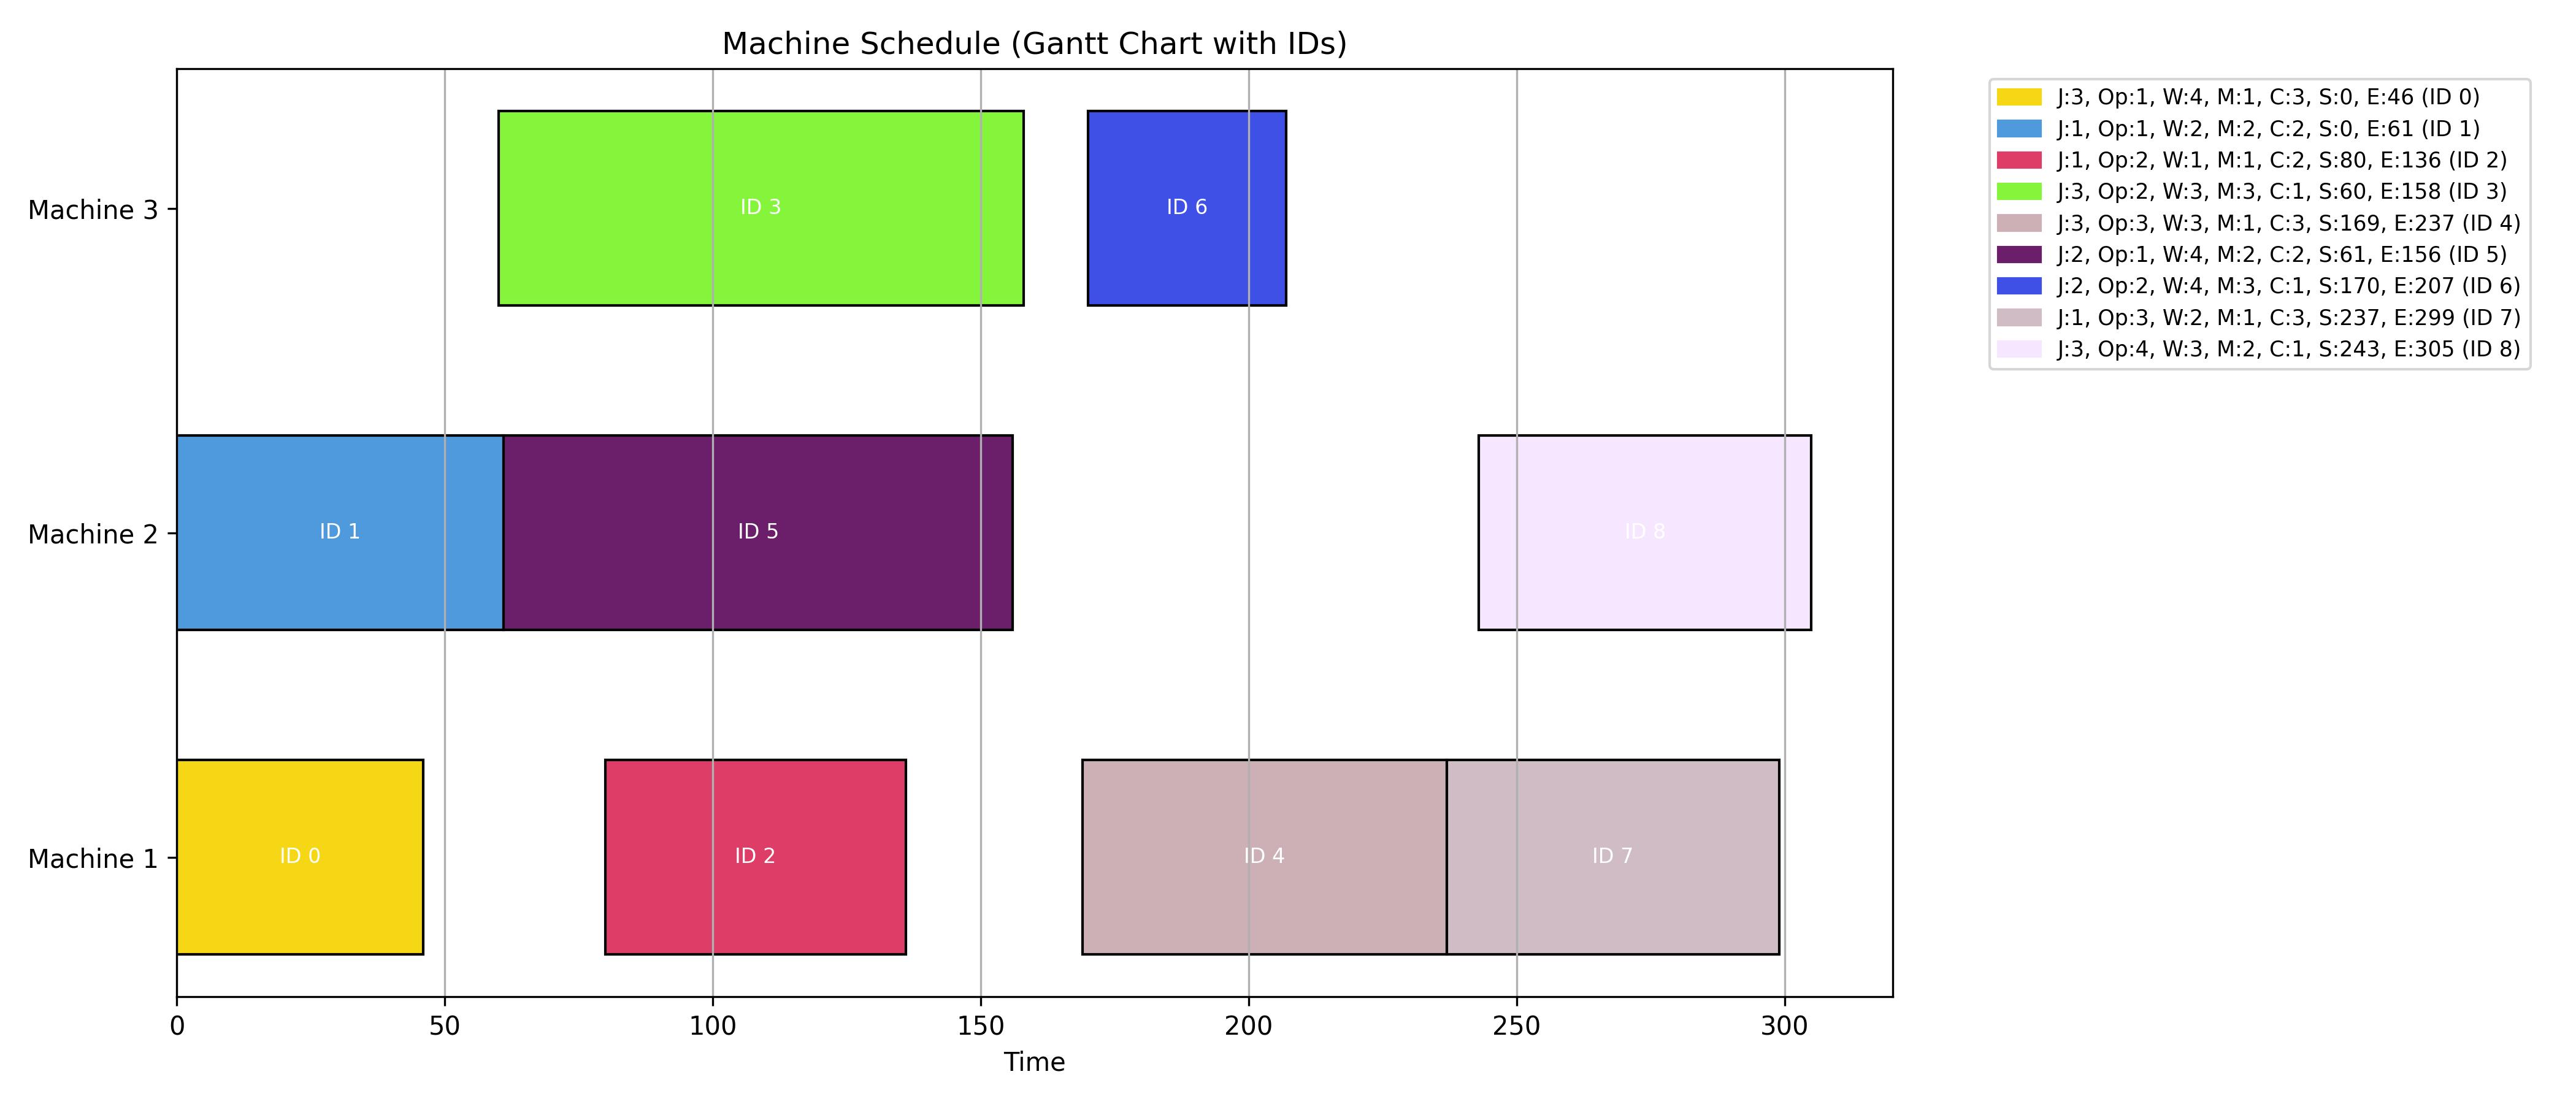 Machine Schedule (Gantt Chart with IDs)
J:3, Op:1, W:4, M:1, C:3, S:0, E:46 (ID 0)
J:1, Op:1, W:2, M:2, C:2, S:0, E:61 (ID 1)
J:1, Op:2, W:1, M:1, C:2, S:80, E:136 (ID 2)
J:3, Op:2, W:3, M:3, C:1, S:60, E:158 (ID 3)
J:3, Op:3, W:3, M:1, C:3, S:169, E:237 (ID 4)
J:2, Op:1, W:4, M:2, C:2, S:61, E:156 (ID 5)
J:2, Op:2, W:4, M:3, C:1, S:170, E:207 (ID 6)
J:1, Op:3, W:2, M:1, C:3, S:237, E:299 (ID 7)
J:3, Op:4, W:3, M:2, C:1, S:243, E:305 (ID 8)
Machine 3
ID 3
ID 6
Machine 2
ID 1
ID 5
ID 8
Machine 1
ID 0
ID 2
ID 4
ID 7
0 50 100 150 200 250 300
Time